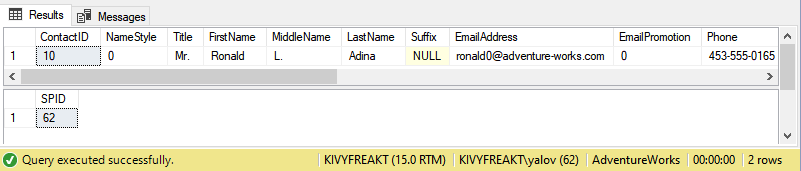 Results Messages
ContactID NameStyle Title FirstName MiddleName LastName Suffix EmailAddress EmailPromotion Phone
1 10 0 Mr. Ronald L. Adina NULL ronald0@adventure-works.com 0 453-555-0165
SPID
1 62
Query executed successfully. KIVYFREAKT (15.0 RTM) KIVYFREAKT\yalov (62) AdventureWorks 00:00:00 2 rows